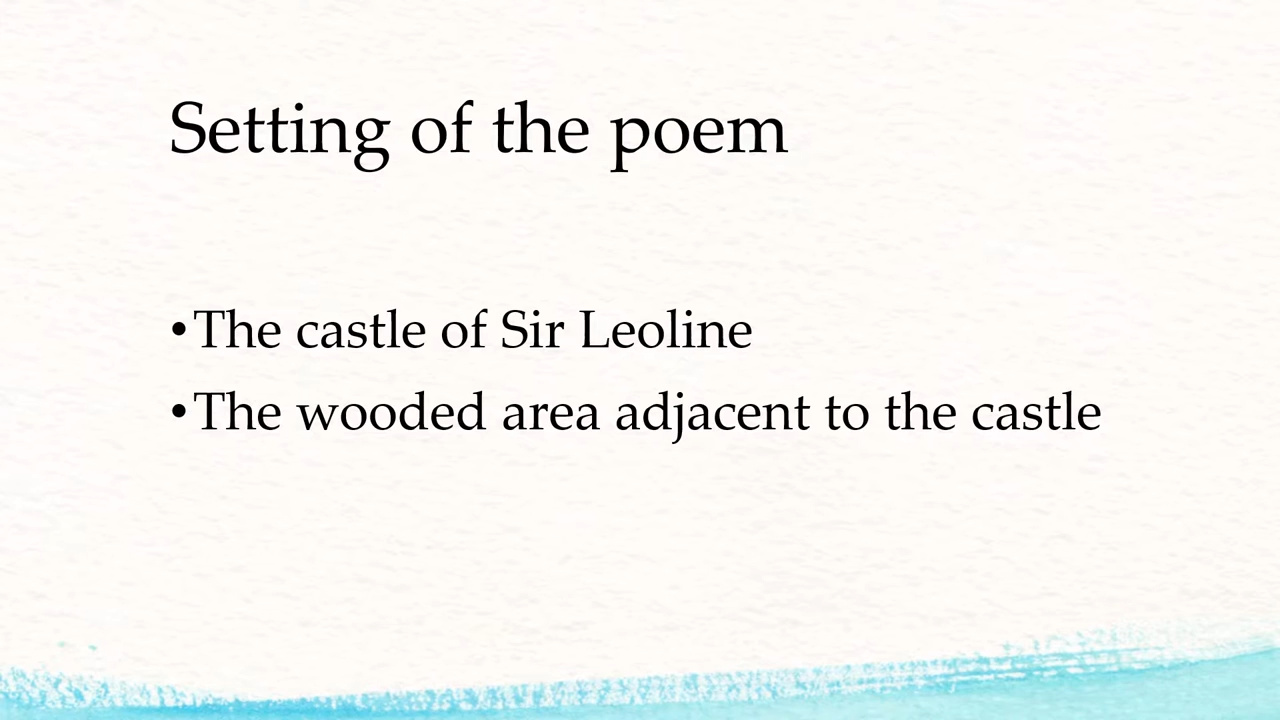 Setting of the poem
•The castle of Sir Leoline
•The wooded area adjacent to the castle